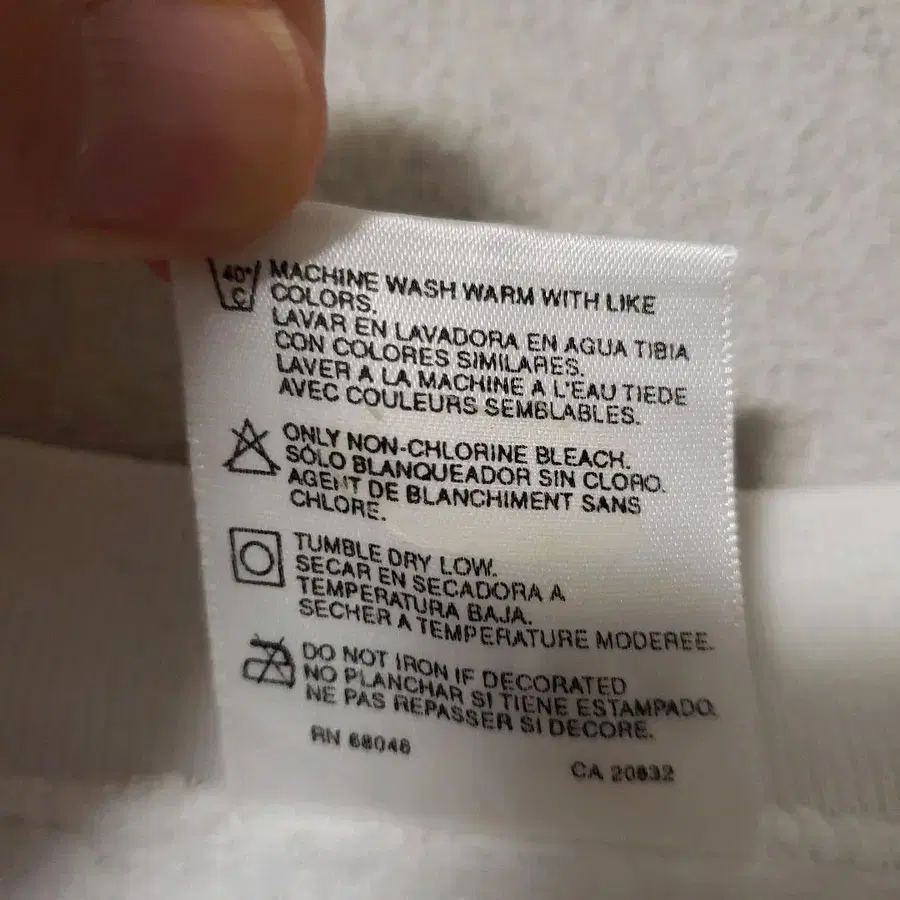 40°
C
MACHINE WASH WARM WITH LIKE
COLORS.
LAVAR EN LAVADORA EN AGUA TIBIA
CON COLORES SIMILARES.
LAVER A LA MACHINE A L'EAU TIEDE
AVEC COULEURS SEMBLABLES.
ONLY NON-CHLORINE BLEACH.
SOLO BLANQUEADOR SIN CLORO.
AGENT DE BLANCHIMENT SANS
CHLORE.
TUMBLE DRY LOW.
SECAR EN SECADORA A
TEMPERATURA BAJA.
SECHER A TEMPERATURE MODEREE.
DO NOT IRON IF DECORATED
NO PLANCHAR SI TIENE ESTAMPADO.
NE PAS REPASSER SI DECORE.
RN 68046
CA 20832